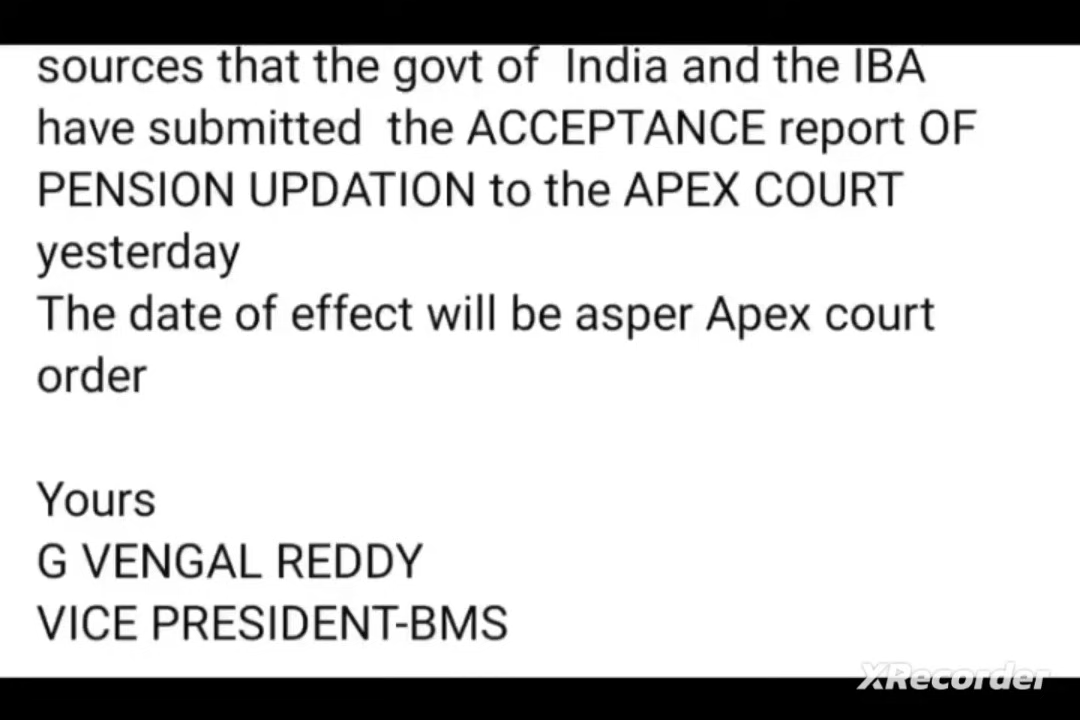 sources that the govt of India and the IBA
have submitted the ACCEPTANCE report OF
PENSION UPDATION to the APEX COURT
yesterday
The date of effect will be asper Apex court
order
Yours
G VENGAL REDDY
VICE PRESIDENT-BMS
XRecorder